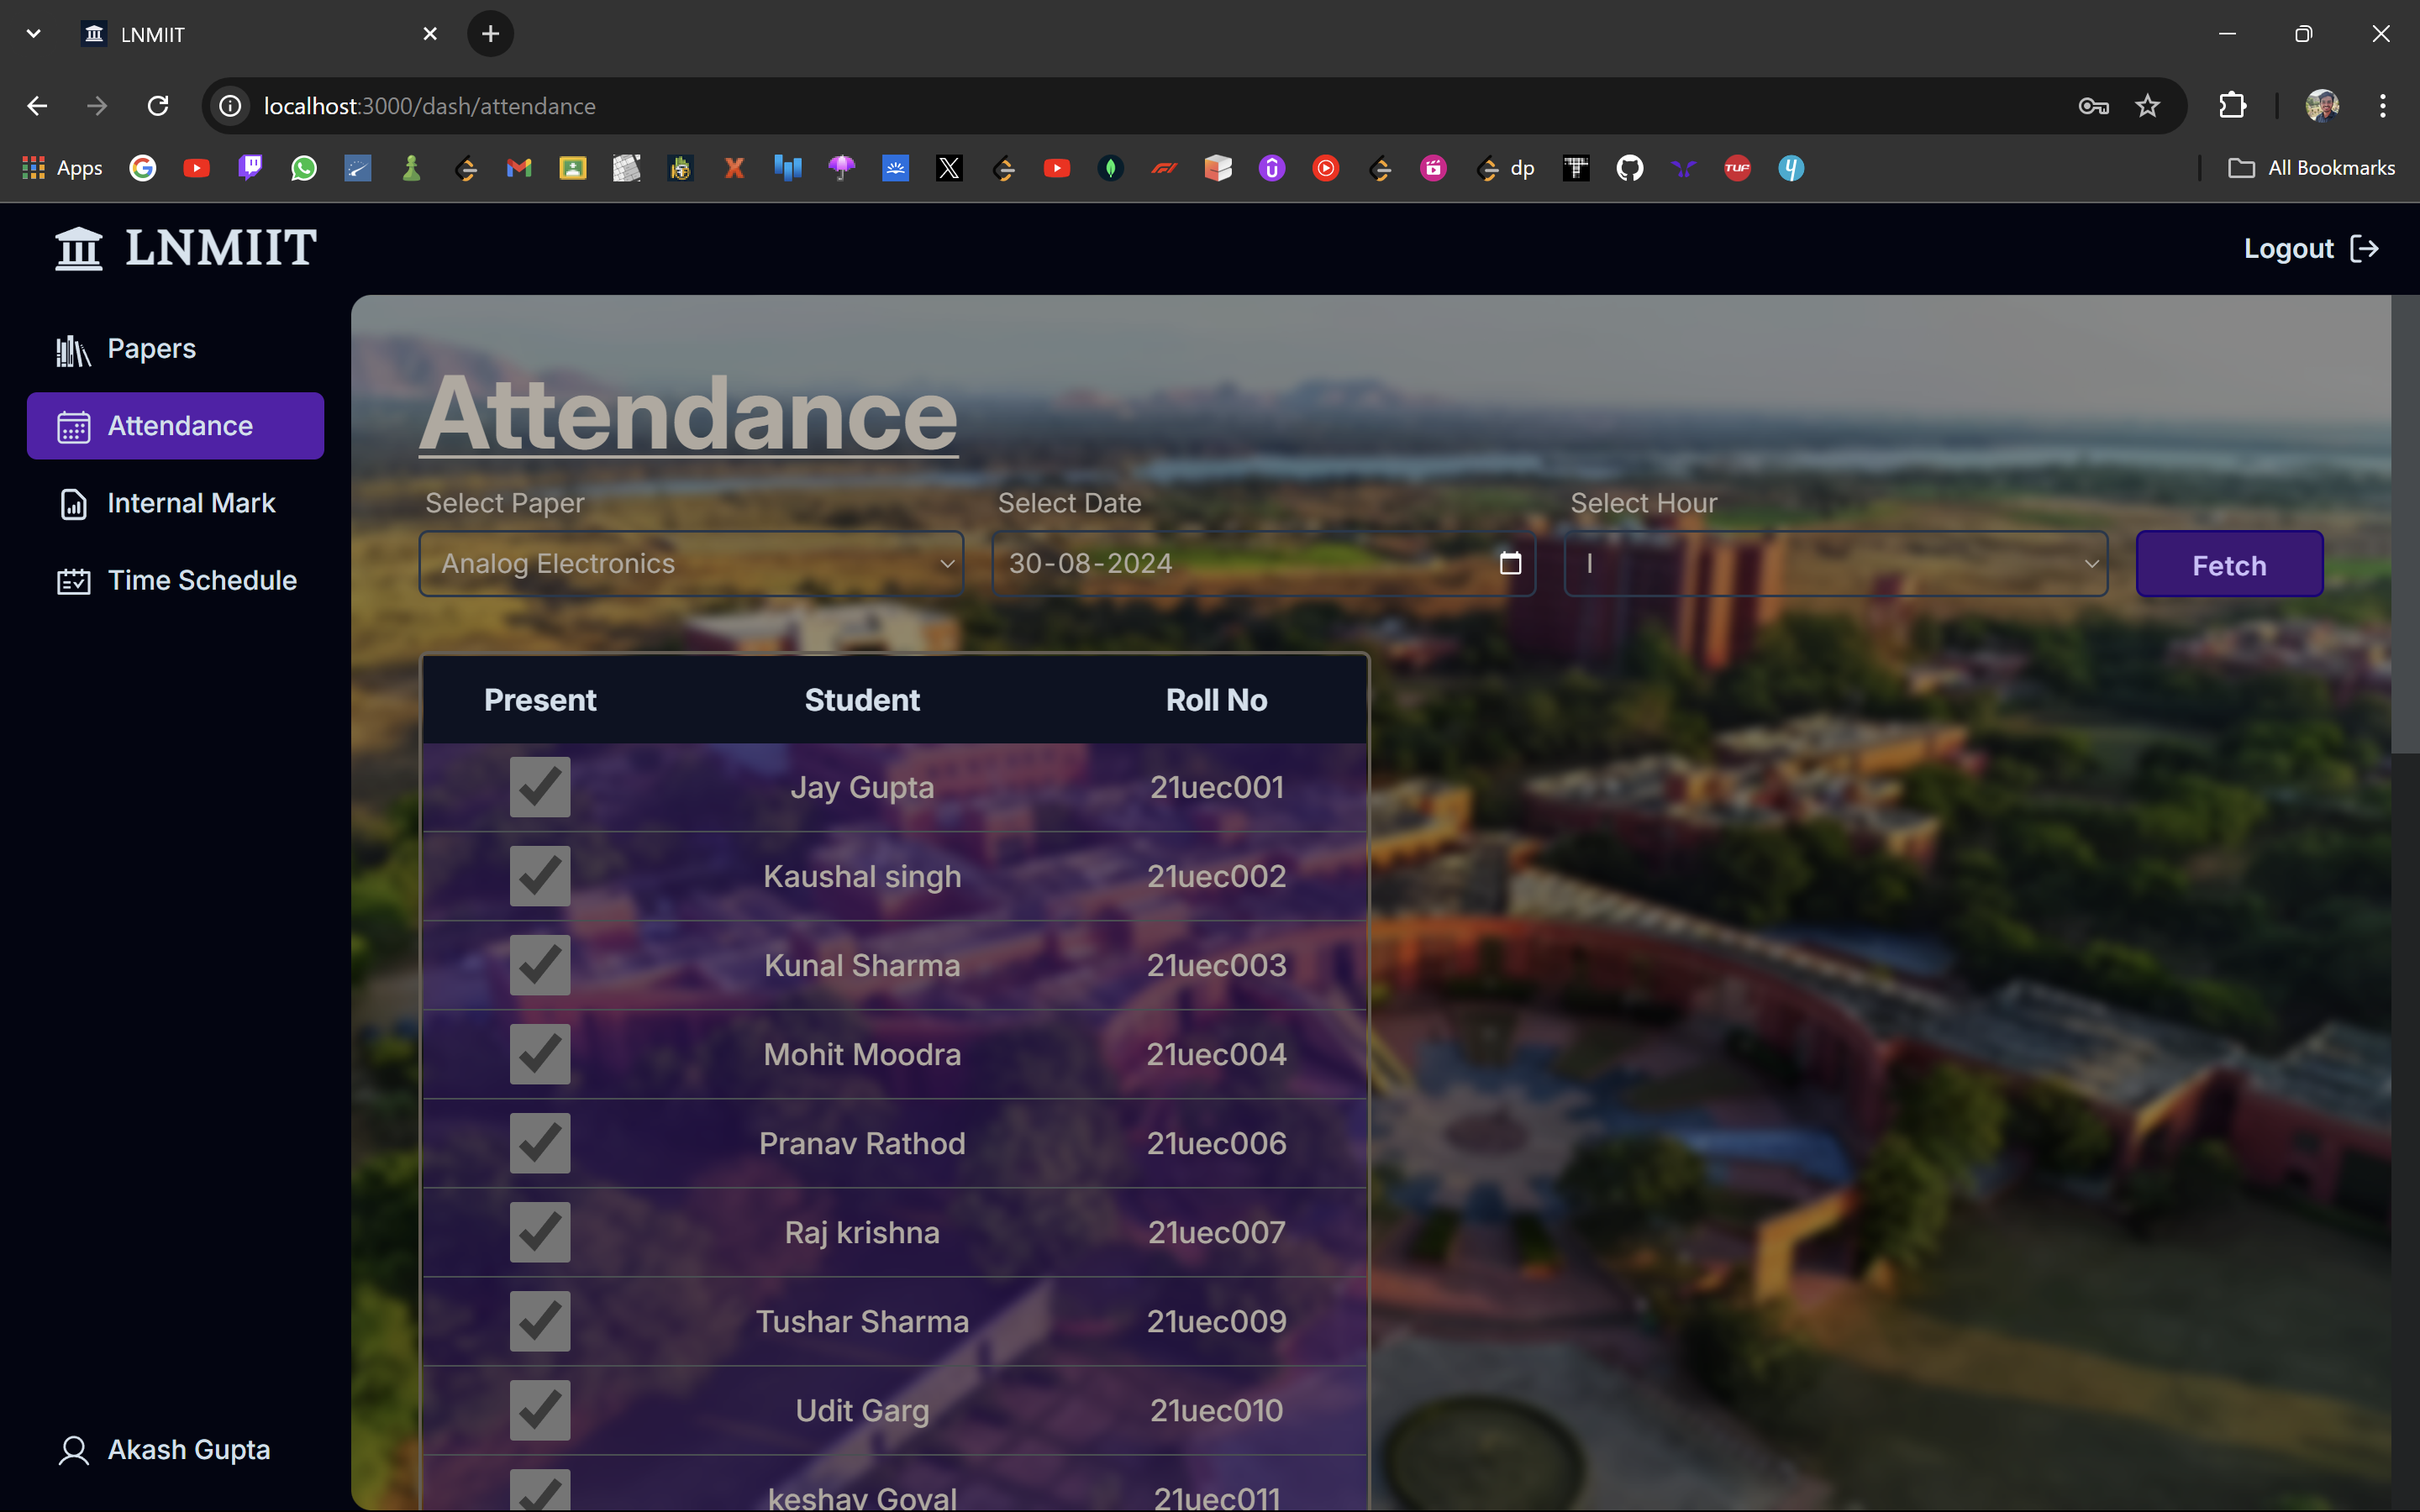 LNMIIT
localhost:3000/dash/attendance
Apps
dp
TUF
All Bookmarks
LNMIIT
Logout
Papers
Attendance
Internal Mark
Time Schedule
Akash Gupta
Attendance
Select Paper Select Date Select Hour
Analog Electronics 30-08-2024 I Fetch
Present Student Roll No
Jay Gupta 21uec001
Kaushal singh 21uec002
Kunal Sharma 21uec003
Mohit Moodra 21uec004
Pranav Rathod 21uec006
Raj krishna 21uec007
Tushar Sharma 21uec009
Udit Garg 21uec010
keshav Goyal 21uec011